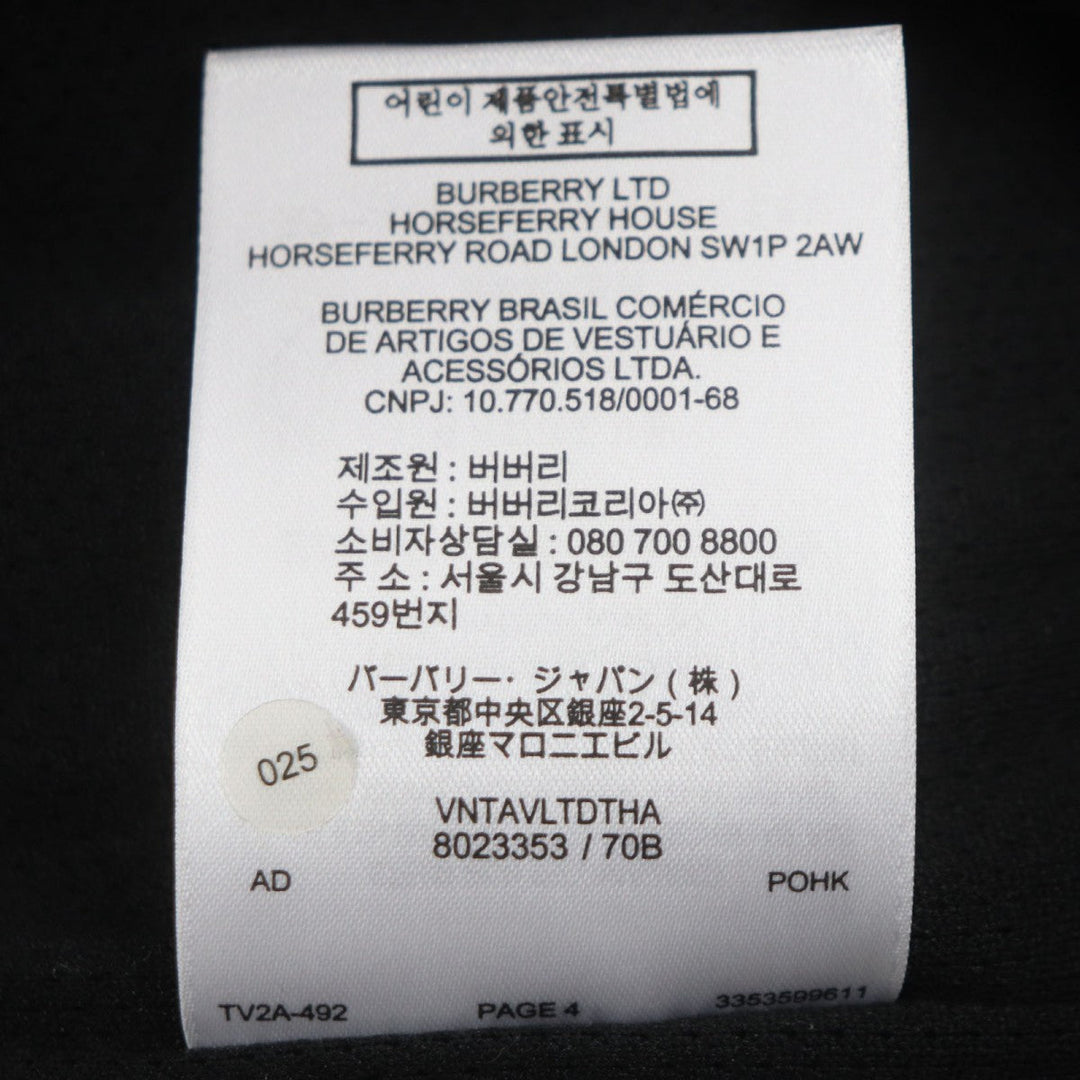 어린이 제품안전특별법에
의한 표시
BURBERRY LTD
HORSEFERRY HOUSE
HORSEFERRY ROAD LONDON SW1P 2AW
BURBERRY BRASIL COMÉRCIO
DE ARTIGOS DE VESTUÁRIO E
ACESSÓRIOS LTDA.
CNPJ: 10.770.518/0001-68
제조원 : 버버리
수입원 : 버버리코리아㈜
소비자상담실 : 080 700 8800
주 소 : 서울시 강남구 도산대로
459번지
バーバリー・ジャパン ( 株 )
東京都中央区銀座2-5-14
銀座マロニエビル
025
VNTAVLTDTHA
8023353 / 70B
AD POHK
TV2A-492 PAGE 4 3353599611